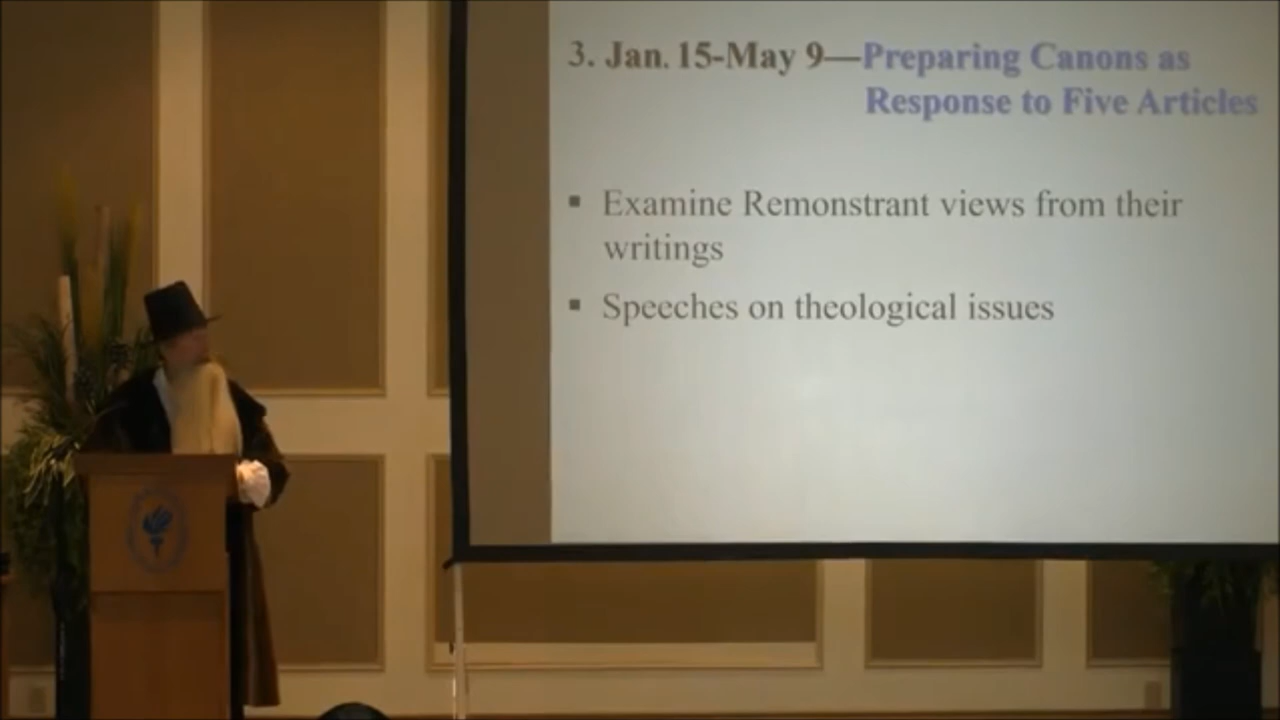 3. Jan. 15-May 9—Preparing Canons as
Response to Five Articles
▪ Examine Remonstrant views from their
writings
▪ Speeches on theological issues